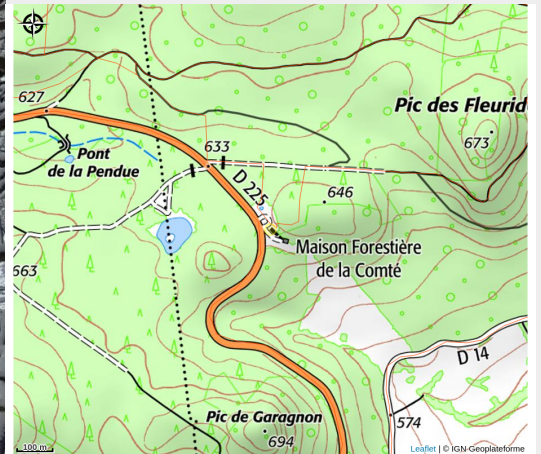 627
Pic des Fleurid
633
673
Pont
de la Pendue
D 225
646
Maison Forestière
de la Comté
663
D 14
Pic de Garagnon
574
694
100 m
Leaflet | © IGN-Geoplateforme